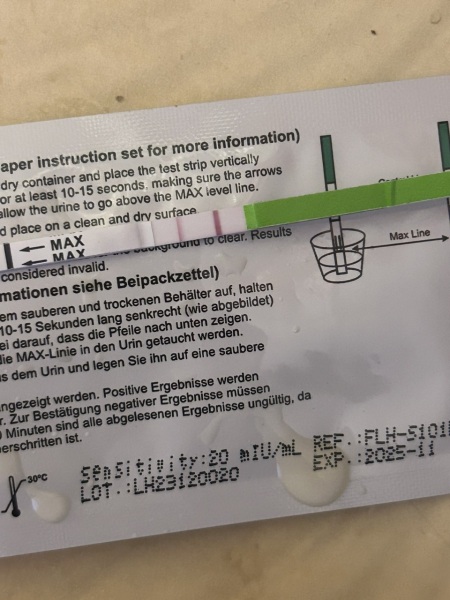 aper instruction set for more information)
dry container and place the test strip vertically
or at least 10-15 seconds, making sure the arrows
allow the urine to go above the MAX level line.
d place on a clean and dry surface
MAX
MAX
background to clear. Results
considered invalid.
Max Line
mationen siehe Beipackzettel)
em sauberen und trockenen Behälter auf, halten
10-15 Sekunden lang senkrecht (wie abgebildet)
ei darauf, dass die Pfeile nach unten zeigen.
die MAX-Linie in den Urin getaucht werden.
us dem Urin und legen Sie ihn auf eine saubere
ngezeigt werden. Positive Ergebnisse werden
r. Zur Bestätigung negativer Ergebnisse müssen
0 Minuten sind alle abgelesenen Ergebnisse ungültig, da
erschritten ist.
30°C
Sensitivity:20 mIU/mL
LOT.:LH23120020
REF.:FLH-S101
EXP.:2025-11